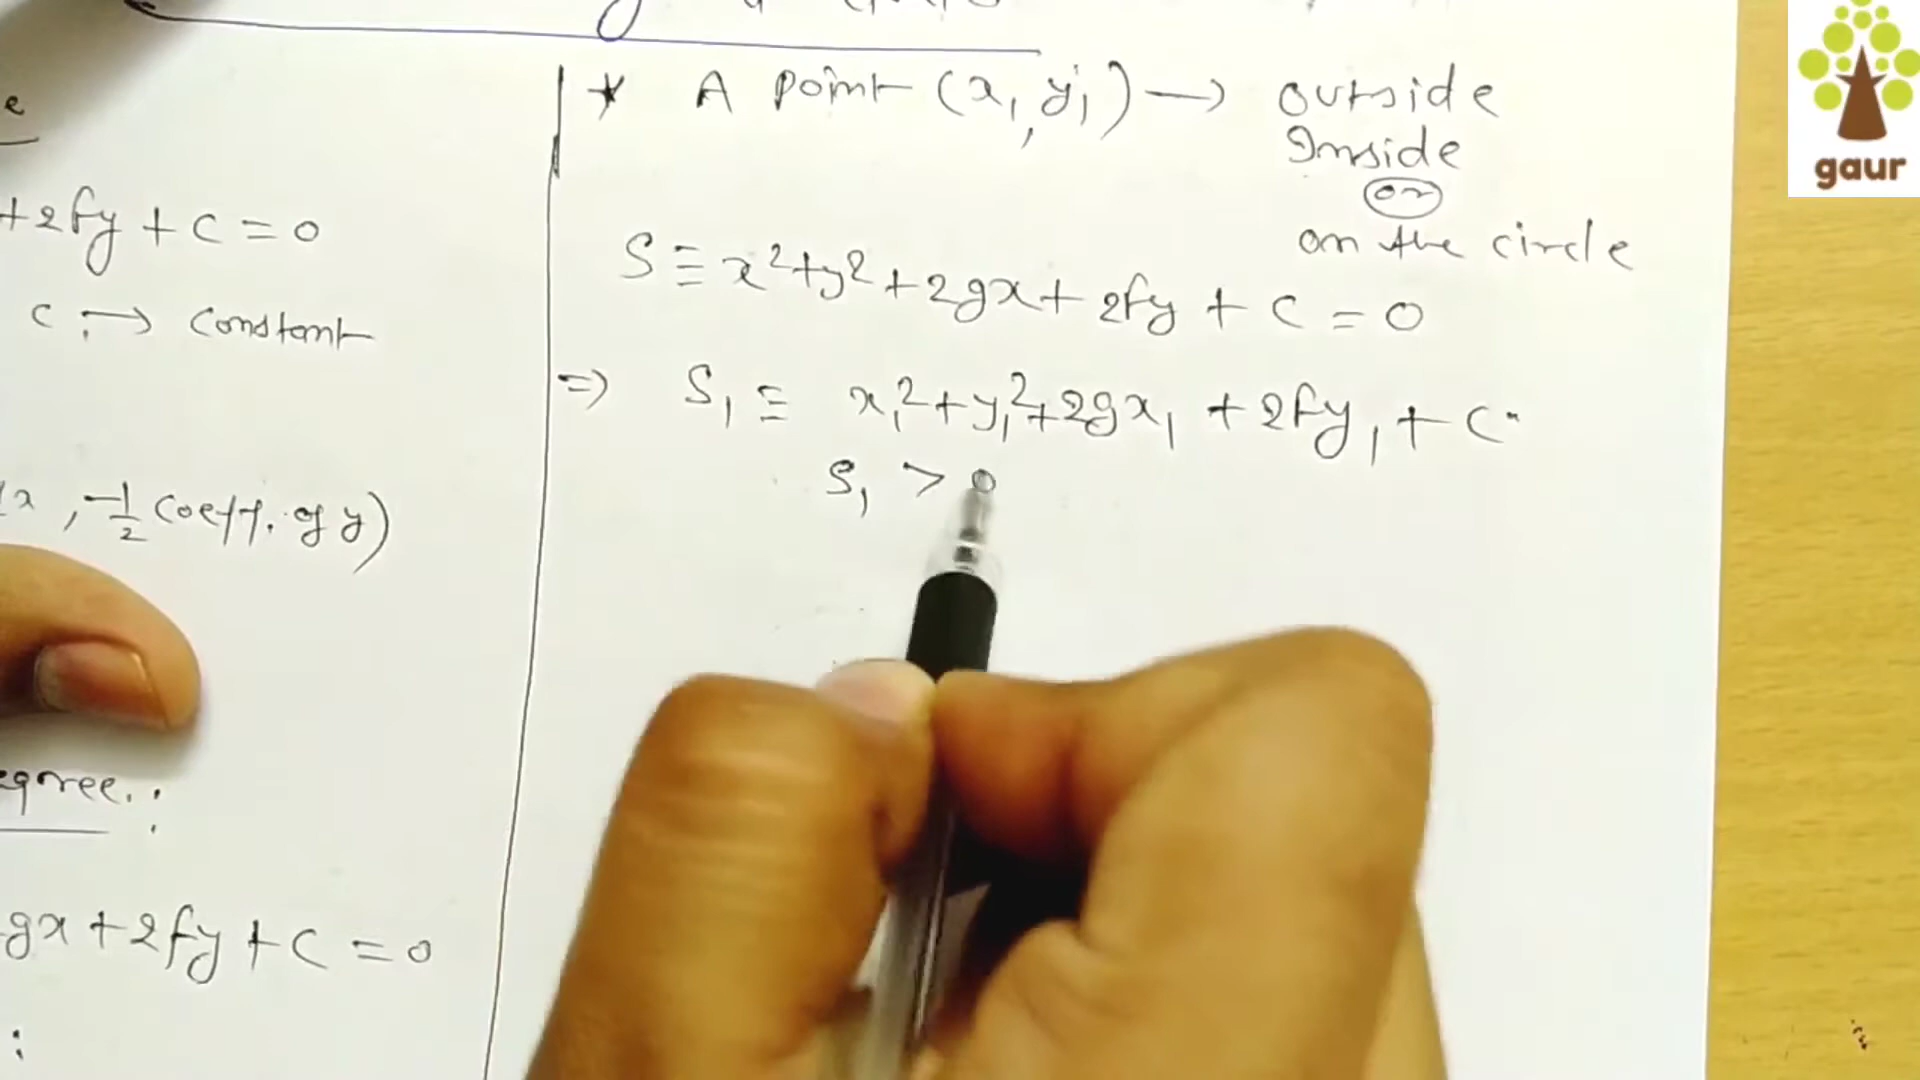 e
+2fy+c=0
c → constant
x, -1/2 coeff. of y)
egree. :
gx+2fy+c=0
:
* A point (x₁, y₁) → outside
Inside
or
on the circle
S ≡ x²+y²+2gx+2fy+c=0
⇒ S₁ ≡ x₁²+y₁²+2gx₁+2fy₁+c
S₁ > 0
gaur